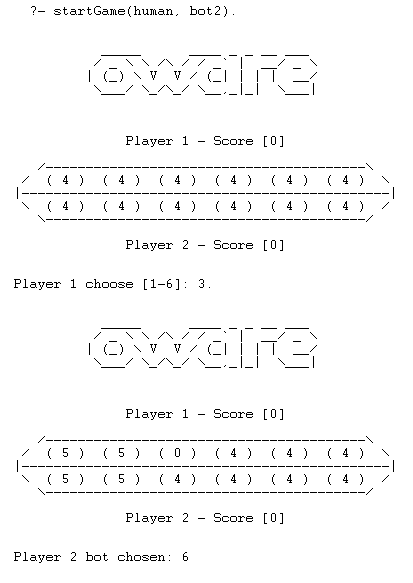 ?- startGame(human, bot2).
oware
Player 1 - Score [0]
( 4 ) ( 4 ) ( 4 ) ( 4 ) ( 4 ) ( 4 )
( 4 ) ( 4 ) ( 4 ) ( 4 ) ( 4 ) ( 4 )
Player 2 - Score [0]
Player 1 choose [1-6]: 3.
oware
Player 1 - Score [0]
( 5 ) ( 5 ) ( 0 ) ( 4 ) ( 4 ) ( 4 )
( 5 ) ( 5 ) ( 4 ) ( 4 ) ( 4 ) ( 4 )
Player 2 - Score [0]
Player 2 bot chosen: 6